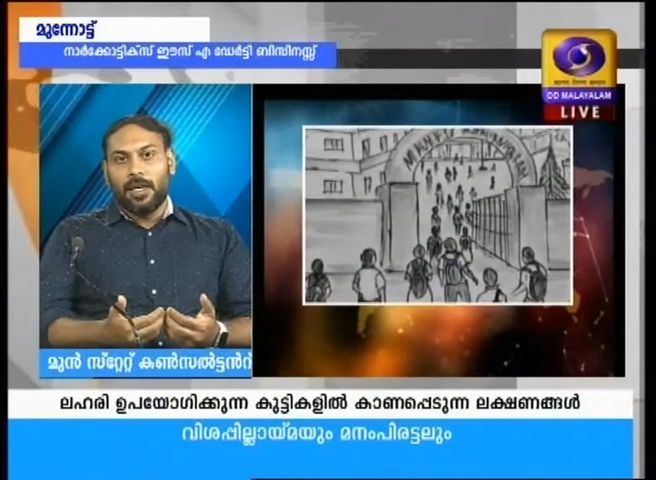 മുന്നോട്ട്
നാർക്കോട്ടിക്സ് ഈസ് എ ഡേർട്ടി ബിസിനസ്സ്
DD MALAYALAM
LIVE
മുൻ സ്റ്റേറ്റ് കൺസൽട്ടൻറ്
ലഹരി ഉപയോഗിക്കുന്ന കുട്ടികളിൽ കാണപ്പെടുന്ന ലക്ഷണങ്ങൾ
വിശപ്പില്ലായ്മയും മനംപിരട്ടലും